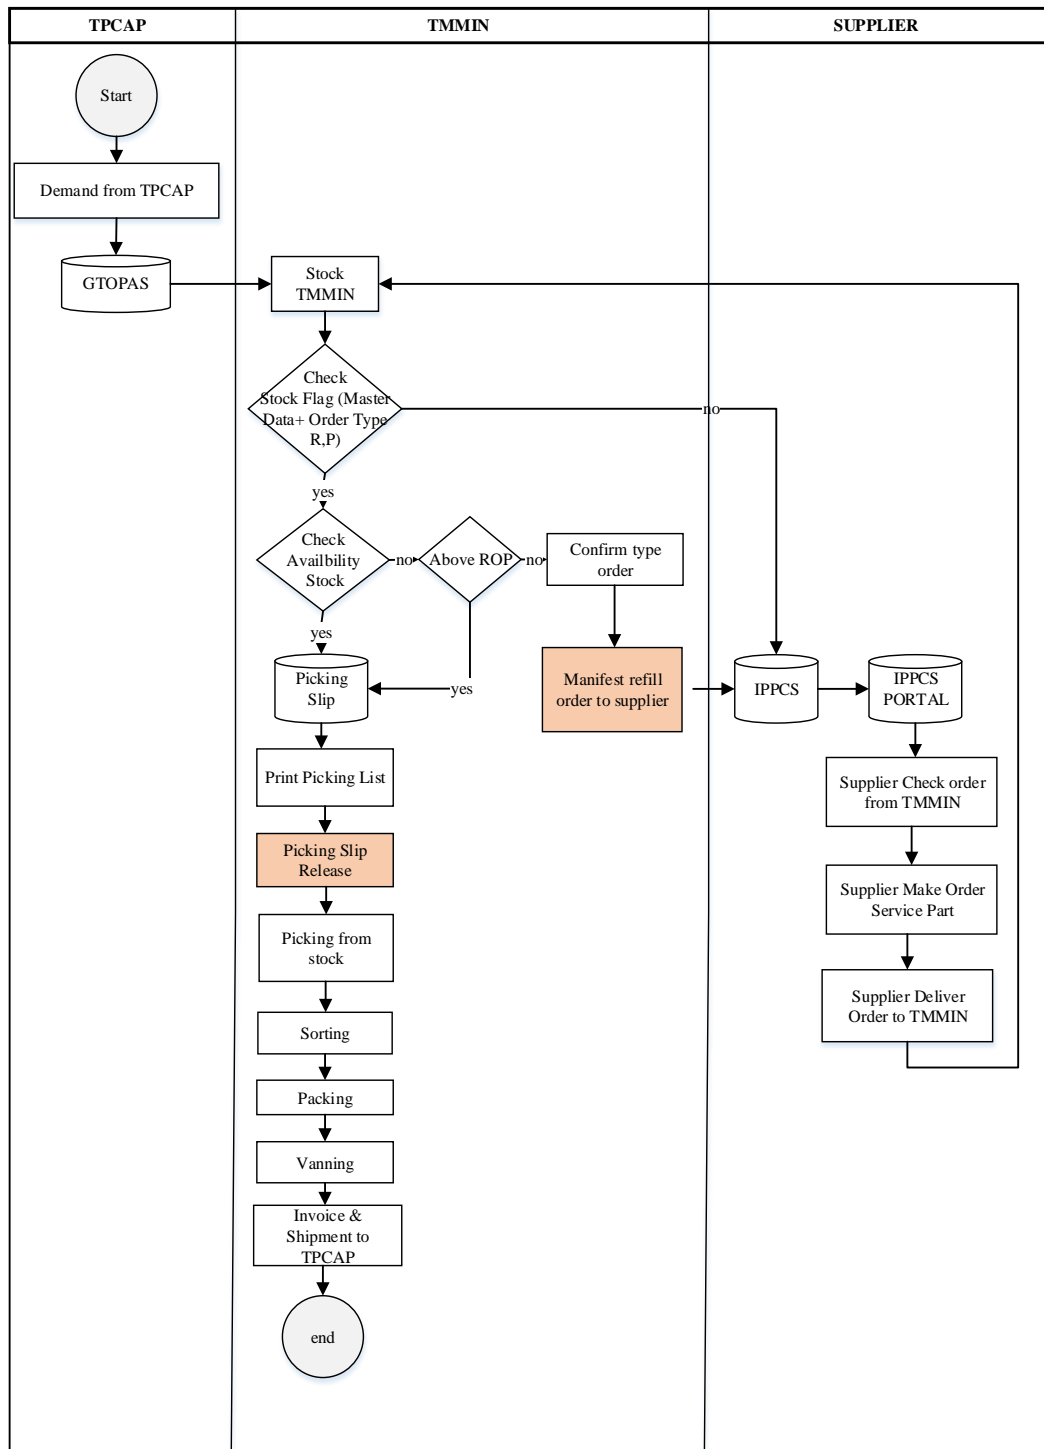 TPCAP
TMMIN
SUPPLIER
Start
Demand from TPCAP
GTOPAS
Stock
TMMIN
Check
Stock Flag (Master
Data+ Order Type
R,P)
no
yes
Check
Availbility
Stock
no
Above ROP
no
Confirm type
order
yes
yes
Picking
Slip
Manifest refill
order to supplier
IPPCS
IPPCS
PORTAL
Print Picking List
Supplier Check order
from TMMIN
Picking Slip
Release
Supplier Make Order
Service Part
Picking from
stock
Supplier Deliver
Order to TMMIN
Sorting
Packing
Vanning
Invoice &
Shipment to
TPCAP
end